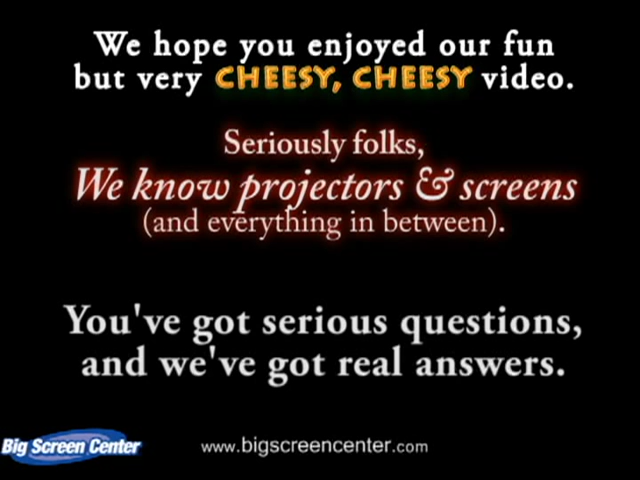 We hope you enjoyed our fun
but very CHEESY, CHEESY video.
Seriously folks,
We know projectors & screens
(and everything in between).
You've got serious questions,
and we've got real answers.
Big Screen Center
www.bigscreencenter.com